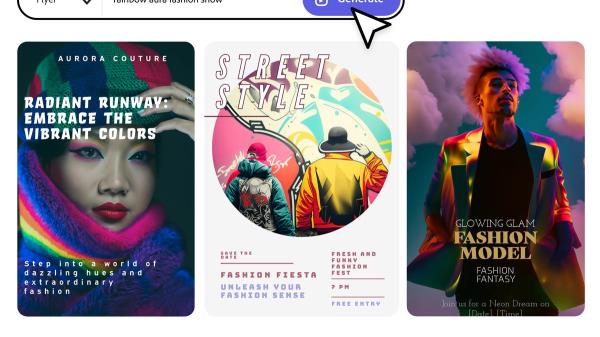 Flyer
rainbow aura fashion show
Generate
AURORA COUTURE
RADIANT RUNWAY:
EMBRACE THE
VIBRANT COLORS
Step into a world of
dazzling hues and
extraordinary
fashion
STREET
STYLE
SAVE THE
DATE
FASHION FIESTA
UNLEASH YOUR
FASHION SENSE
FRESH AND
FUNKY
FASHION
FEST
7 PM
FREE ENTRY
GLOWING GLAM
FASHION
MODEL
FASHION
FANTASY
Join us for a Neon Dream on
[Date], [Time]